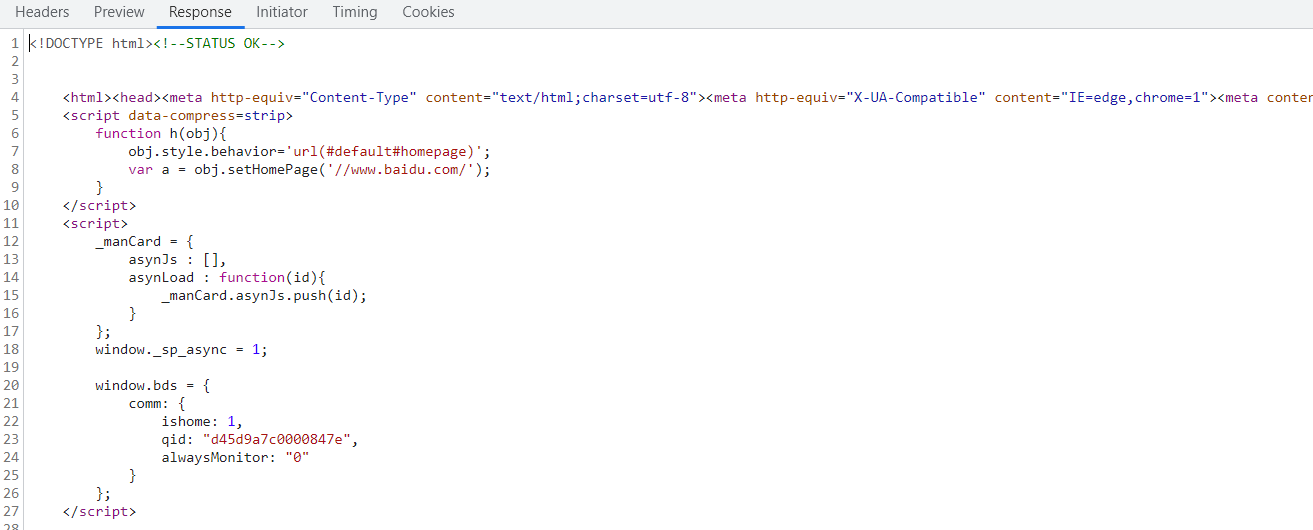 Headers Preview Response Initiator Timing Cookies
1 <!DOCTYPE html><!--STATUS OK-->
2
3
4 <html><head><meta http-equiv="Content-Type" content="text/html;charset=utf-8"><meta http-equiv="X-UA-Compatible" content="IE=edge,chrome=1"><meta conten
5 <script data-compress=strip>
6 function h(obj){
7 obj.style.behavior='url(#default#homepage)';
8 var a = obj.setHomePage('//www.baidu.com/');
9 }
10 </script>
11 <script>
12 _manCard = {
13 asynJs : [],
14 asynLoad : function(id){
15 _manCard.asynJs.push(id);
16 }
17 };
18 window._sp_async = 1;
19
20 window.bds = {
21 comm: {
22 ishome: 1,
23 qid: "d45d9a7c0000847e",
24 alwaysMonitor: "0"
25 }
26 };
27 </script>
28